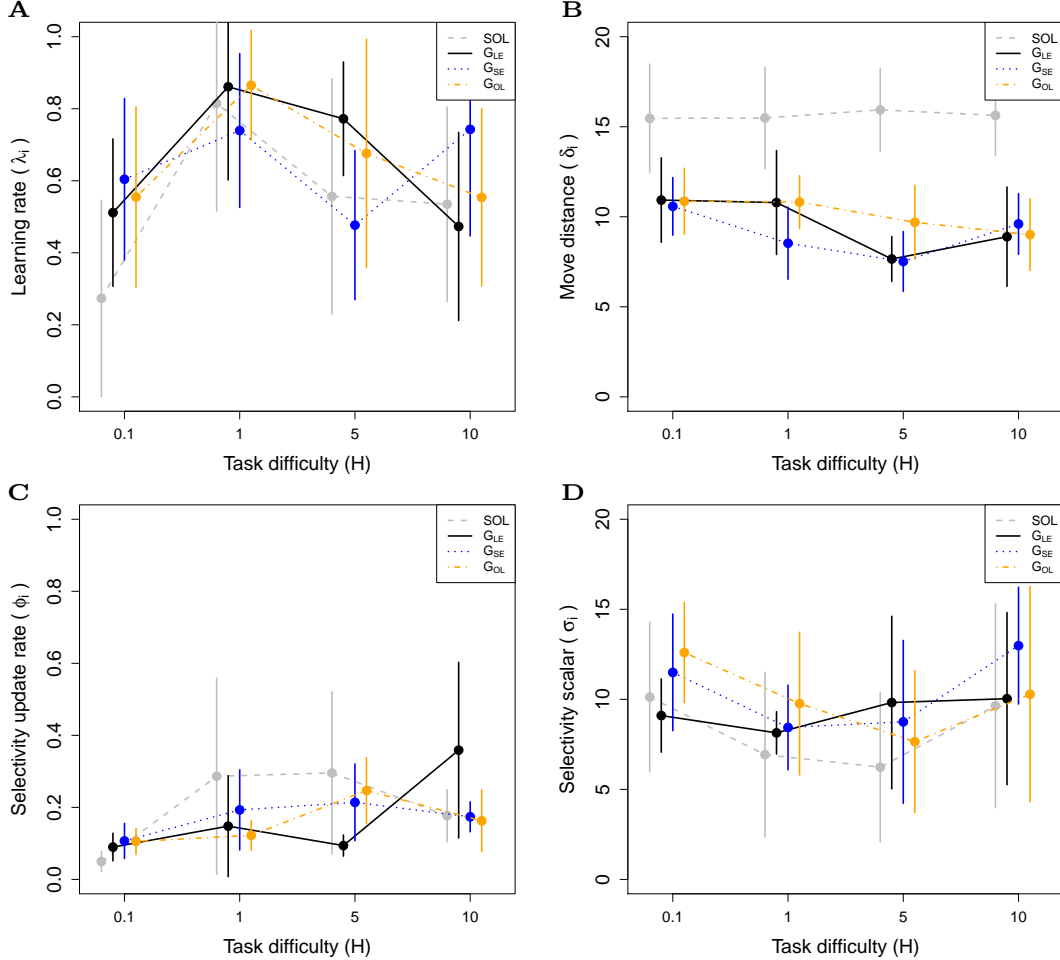 A
Learning rate (λi)
1.0
0.8
0.6
0.4
0.2
0.0
0.1 1 5 10
Task difficulty (H)
SOL
GLE
GSE
GOL
B
Move distance (δi)
20
15
10
5
0
0.1 1 5 10
Task difficulty (H)
SOL
GLE
GSE
GOL
C
Selectivity update rate (ϕi)
1.0
0.8
0.6
0.4
0.2
0.0
0.1 1 5 10
Task difficulty (H)
SOL
GLE
GSE
GOL
D
Selectivity scalar (σi)
20
15
10
5
0
0.1 1 5 10
Task difficulty (H)
SOL
GLE
GSE
GOL